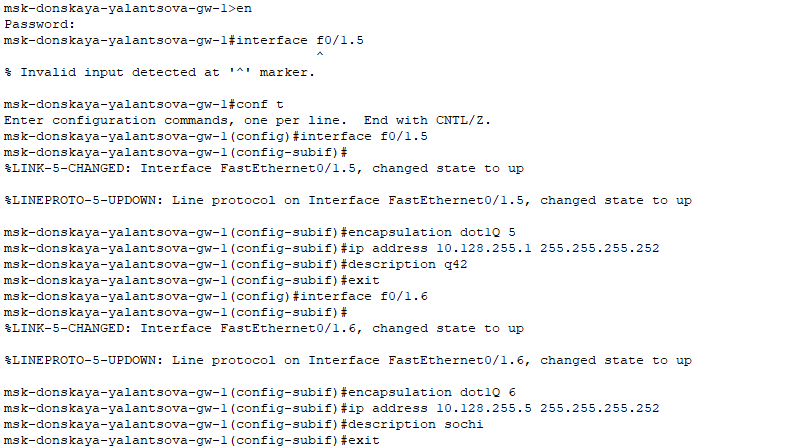 msk-donskaya-yalantsova-gw-1>en
Password:
msk-donskaya-yalantsova-gw-1#interface f0/1.5
^
% Invalid input detected at '^' marker.
msk-donskaya-yalantsova-gw-1#conf t
Enter configuration commands, one per line.  End with CNTL/Z.
msk-donskaya-yalantsova-gw-1(config)#interface f0/1.5
msk-donskaya-yalantsova-gw-1(config-subif)#
%LINK-5-CHANGED: Interface FastEthernet0/1.5, changed state to up
%LINEPROTO-5-UPDOWN: Line protocol on Interface FastEthernet0/1.5, changed state to up
msk-donskaya-yalantsova-gw-1(config-subif)#encapsulation dot1Q 5
msk-donskaya-yalantsova-gw-1(config-subif)#ip address 10.128.255.1 255.255.255.252
msk-donskaya-yalantsova-gw-1(config-subif)#description q42
msk-donskaya-yalantsova-gw-1(config-subif)#exit
msk-donskaya-yalantsova-gw-1(config)#interface f0/1.6
msk-donskaya-yalantsova-gw-1(config-subif)#
%LINK-5-CHANGED: Interface FastEthernet0/1.6, changed state to up
%LINEPROTO-5-UPDOWN: Line protocol on Interface FastEthernet0/1.6, changed state to up
msk-donskaya-yalantsova-gw-1(config-subif)#encapsulation dot1Q 6
msk-donskaya-yalantsova-gw-1(config-subif)#ip address 10.128.255.5 255.255.255.252
msk-donskaya-yalantsova-gw-1(config-subif)#description sochi
msk-donskaya-yalantsova-gw-1(config-subif)#exit